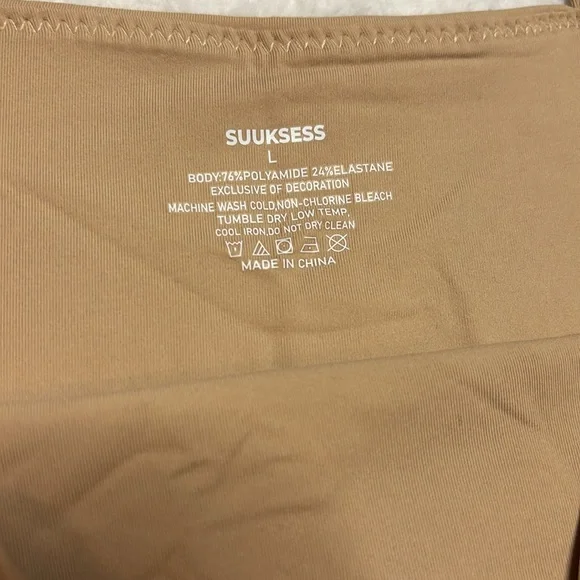 SUUKSESS
L
BODY:76%POLYAMIDE 24%ELASTANE
EXCLUSIVE OF DECORATION
MACHINE WASH COLD,NON-CHLORINE BLEACH
TUMBLE DRY LOW TEMP,
COOL IRON,DO NOT DRY CLEAN
MADE IN CHINA